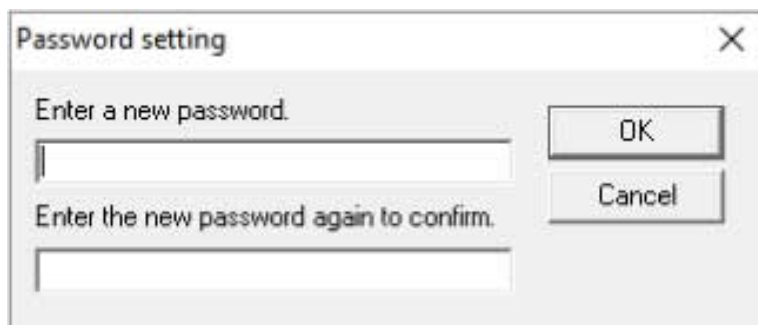 Password setting
Enter a new password.
OK
Cancel
Enter the new password again to confirm.